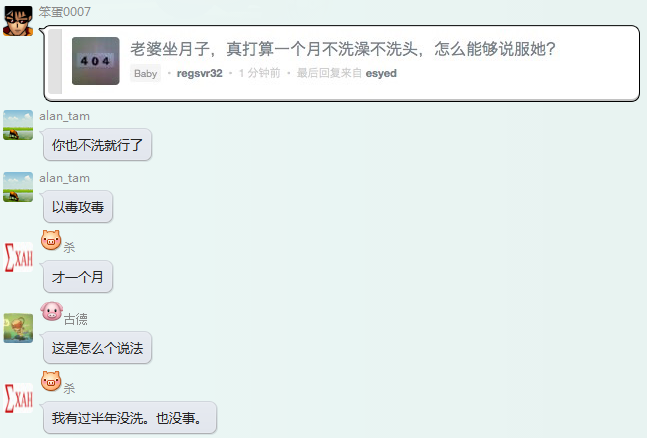 笨蛋0007
404
老婆坐月子，真打算一个月不洗澡不洗头，怎么能够说服她？
Baby • regsvr32 • 1 分钟前 • 最后回复来自 esyed
alan_tam
你也不洗就行了
alan_tam
以毒攻毒
杀
ΣXAH
才一个月
古德
这是怎么个说法
杀
ΣXAH
我有过半年没洗。也没事。